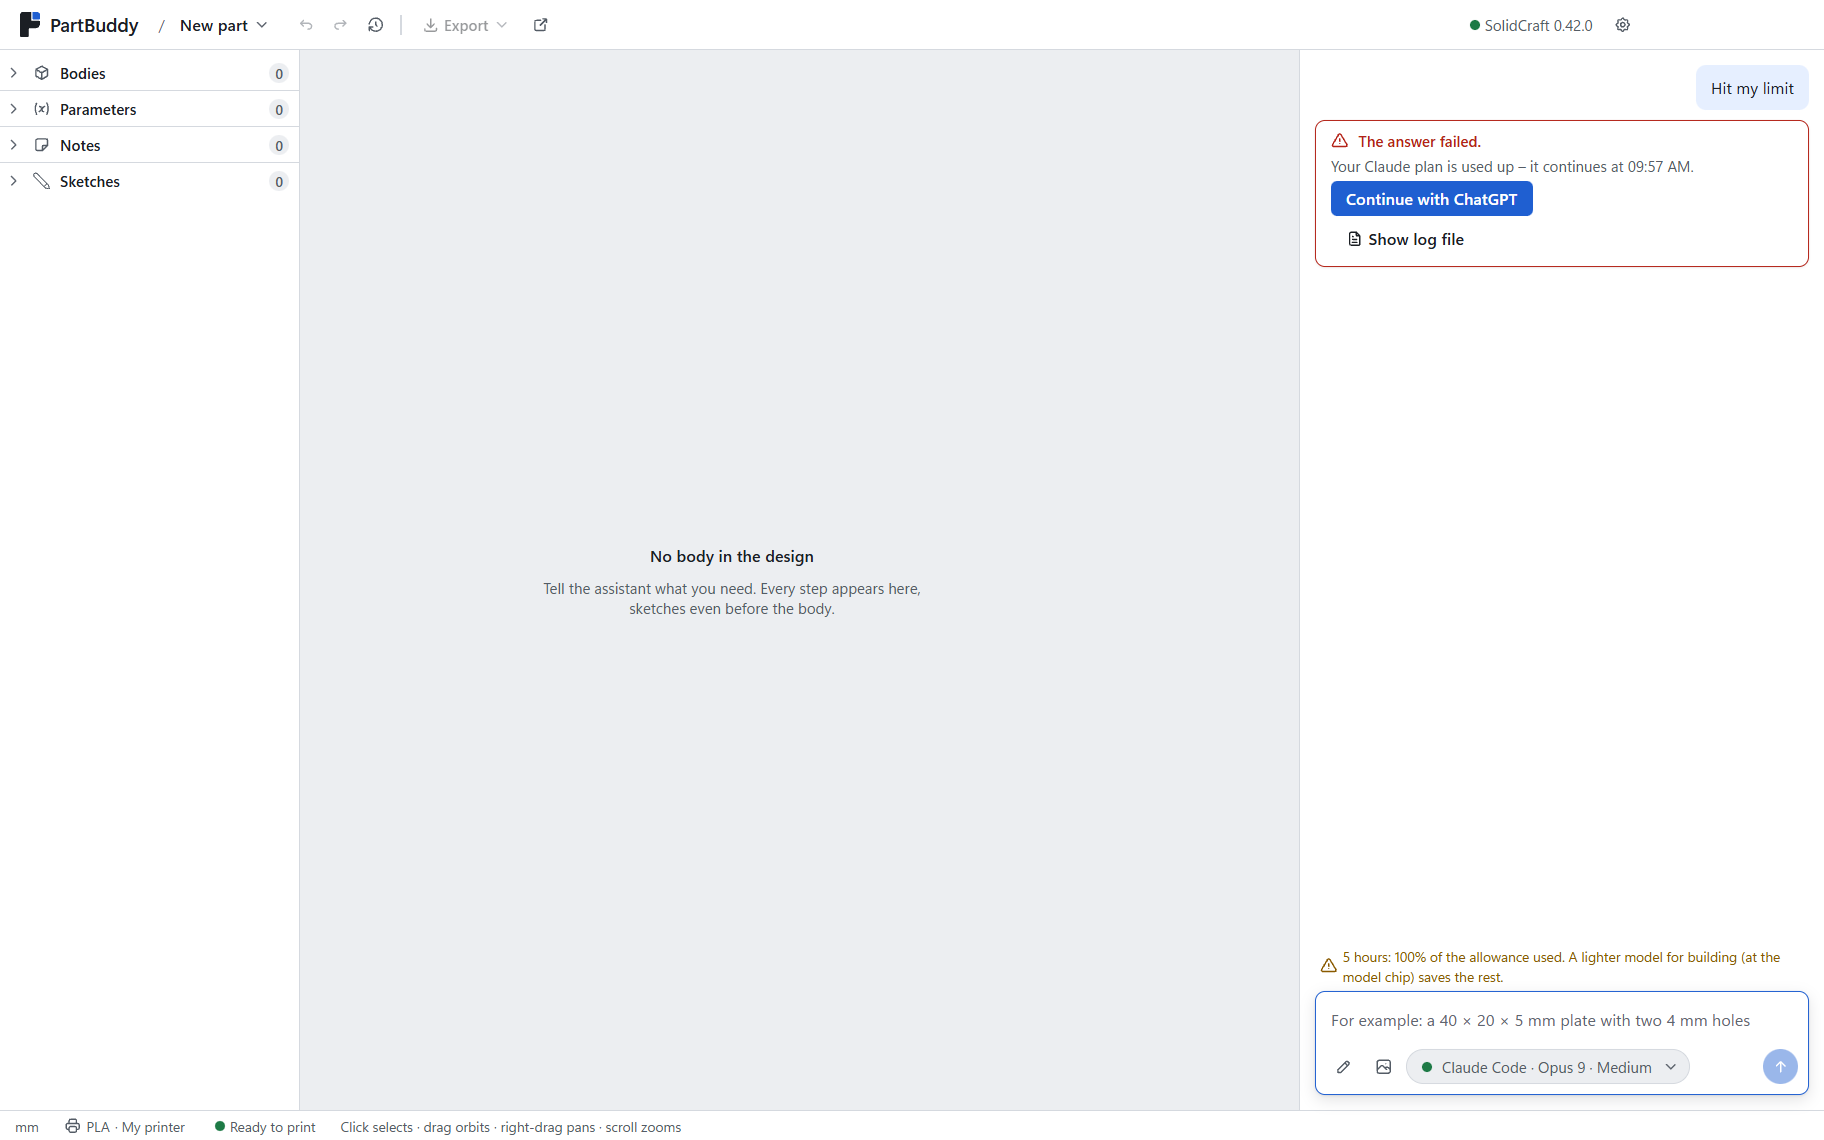 PartBuddy / New part
Export
SolidCraft 0.42.0
Bodies 0
(x) Parameters 0
Notes 0
Sketches 0
No body in the design
Tell the assistant what you need. Every step appears here,
sketches even before the body.
Hit my limit
The answer failed.
Your Claude plan is used up – it continues at 09:57 AM.
Continue with ChatGPT
Show log file
5 hours: 100% of the allowance used. A lighter model for building (at the
model chip) saves the rest.
For example: a 40 × 20 × 5 mm plate with two 4 mm holes
Claude Code · Opus 9 · Medium
mm
PLA · My printer
Ready to print
Click selects · drag orbits · right-drag pans · scroll zooms